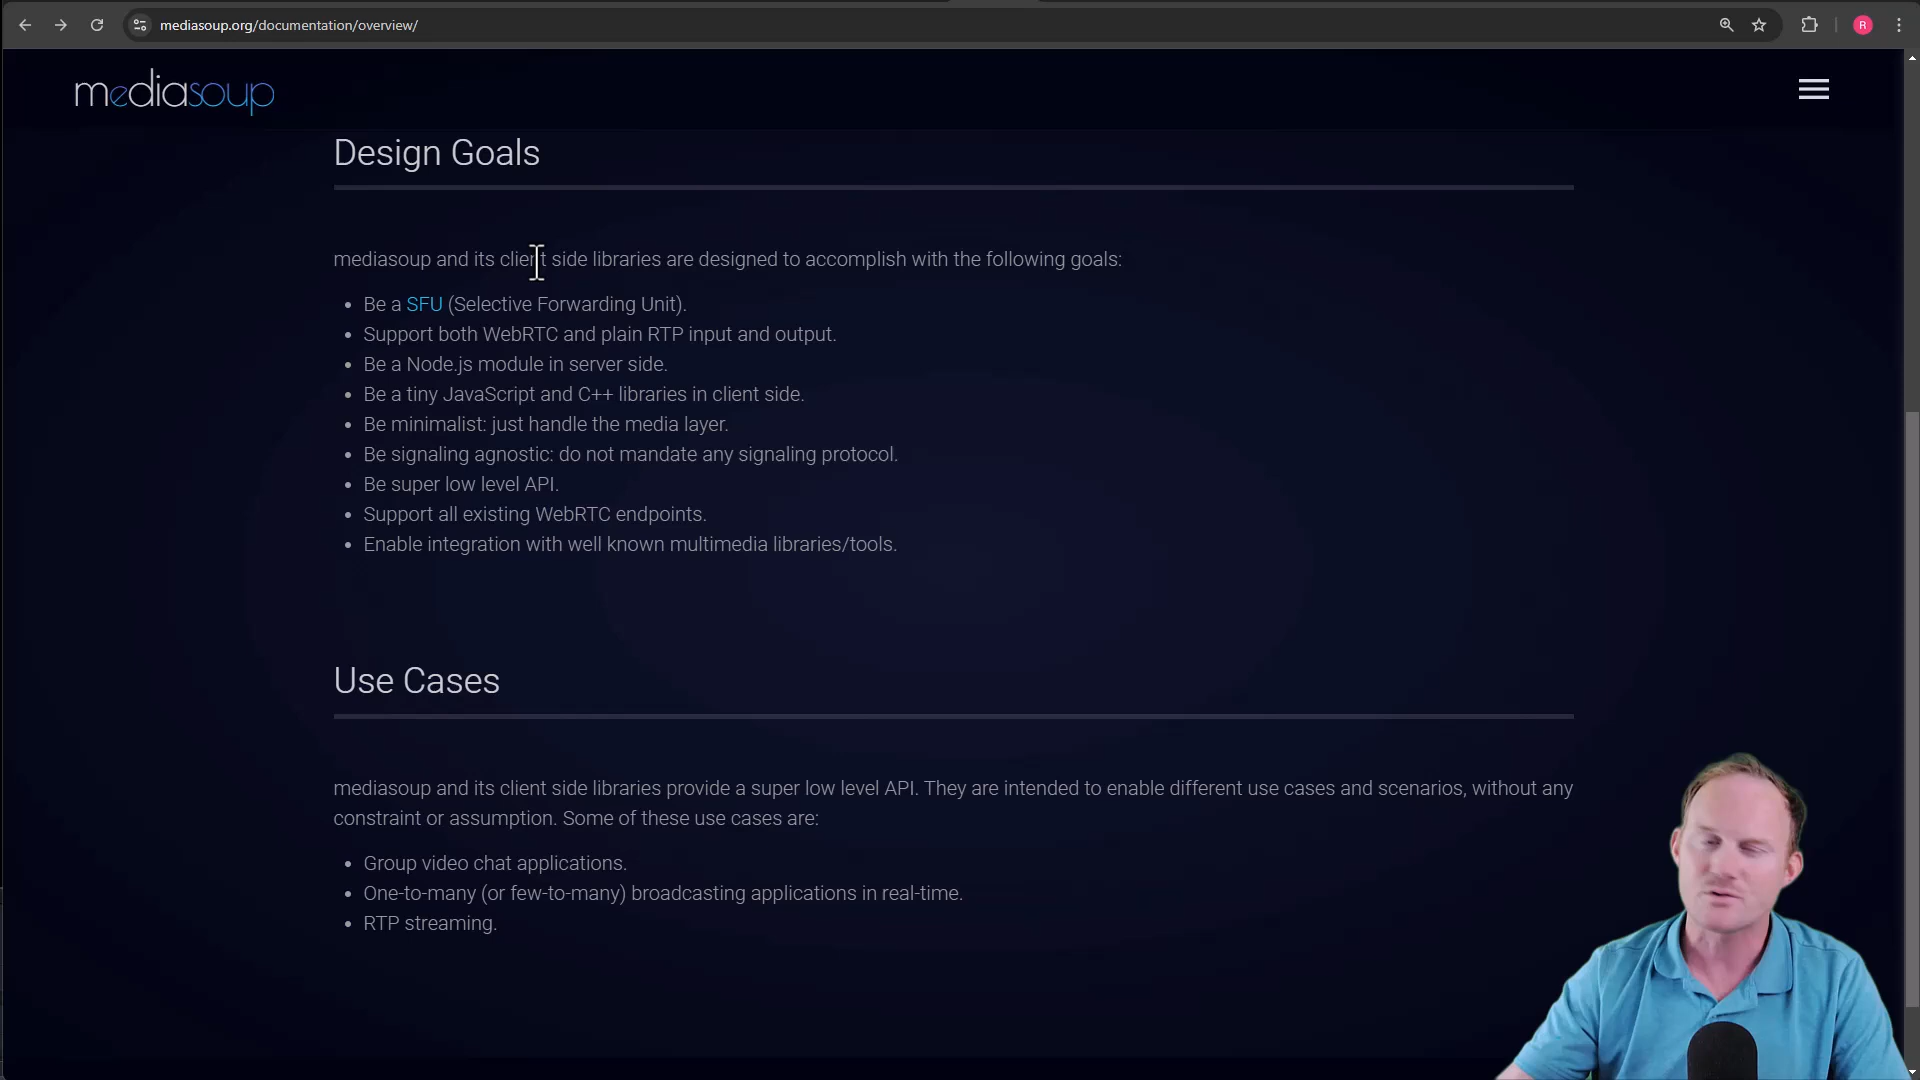 mediasoup.org/documentation/overview/
R
mediasoup
Design Goals
mediasoup and its client side libraries are designed to accomplish with the following goals:
• Be a SFU (Selective Forwarding Unit).
• Support both WebRTC and plain RTP input and output.
• Be a Node.js module in server side.
• Be a tiny JavaScript and C++ libraries in client side.
• Be minimalist: just handle the media layer.
• Be signaling agnostic: do not mandate any signaling protocol.
• Be super low level API.
• Support all existing WebRTC endpoints.
• Enable integration with well known multimedia libraries/tools.
Use Cases
mediasoup and its client side libraries provide a super low level API. They are intended to enable different use cases and scenarios, without any
constraint or assumption. Some of these use cases are:
• Group video chat applications.
• One-to-many (or few-to-many) broadcasting applications in real-time.
• RTP streaming.